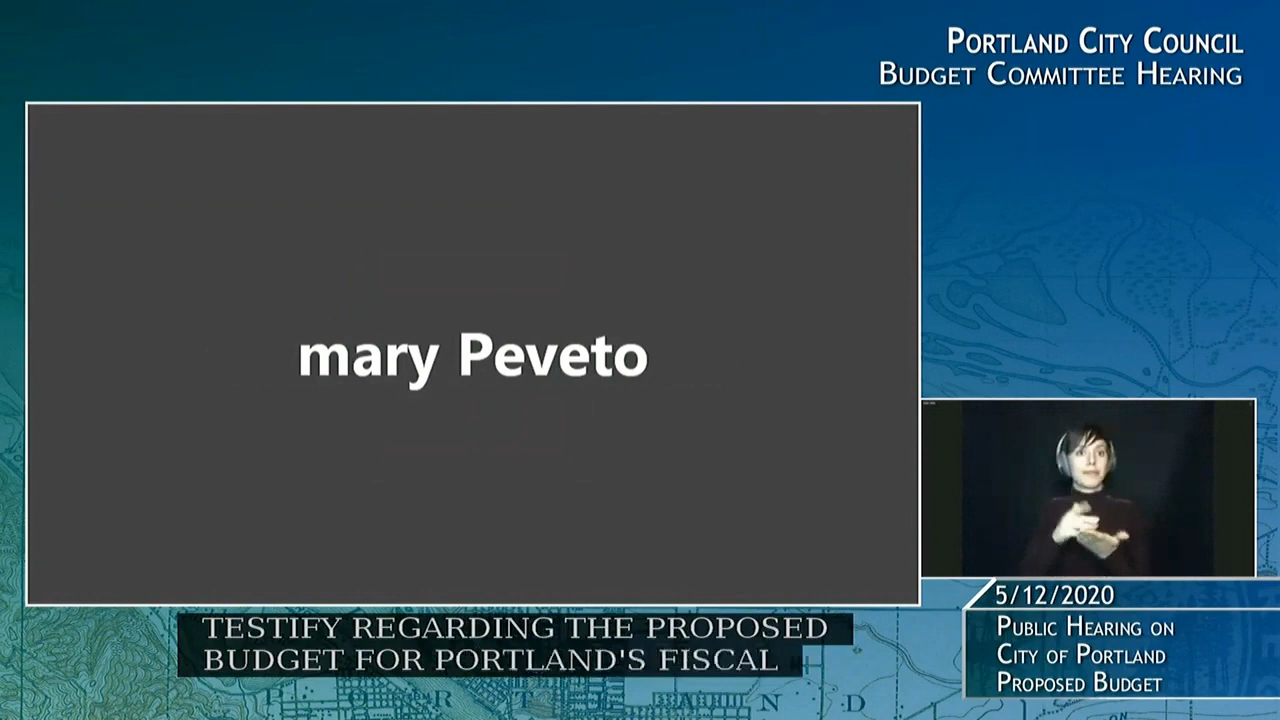 PORTLAND CITY COUNCIL
BUDGET COMMITTEE HEARING
mary Peveto
5/12/2020
PUBLIC HEARING ON
CITY OF PORTLAND
PROPOSED BUDGET
TESTIFY REGARDING THE PROPOSED
BUDGET FOR PORTLAND'S FISCAL